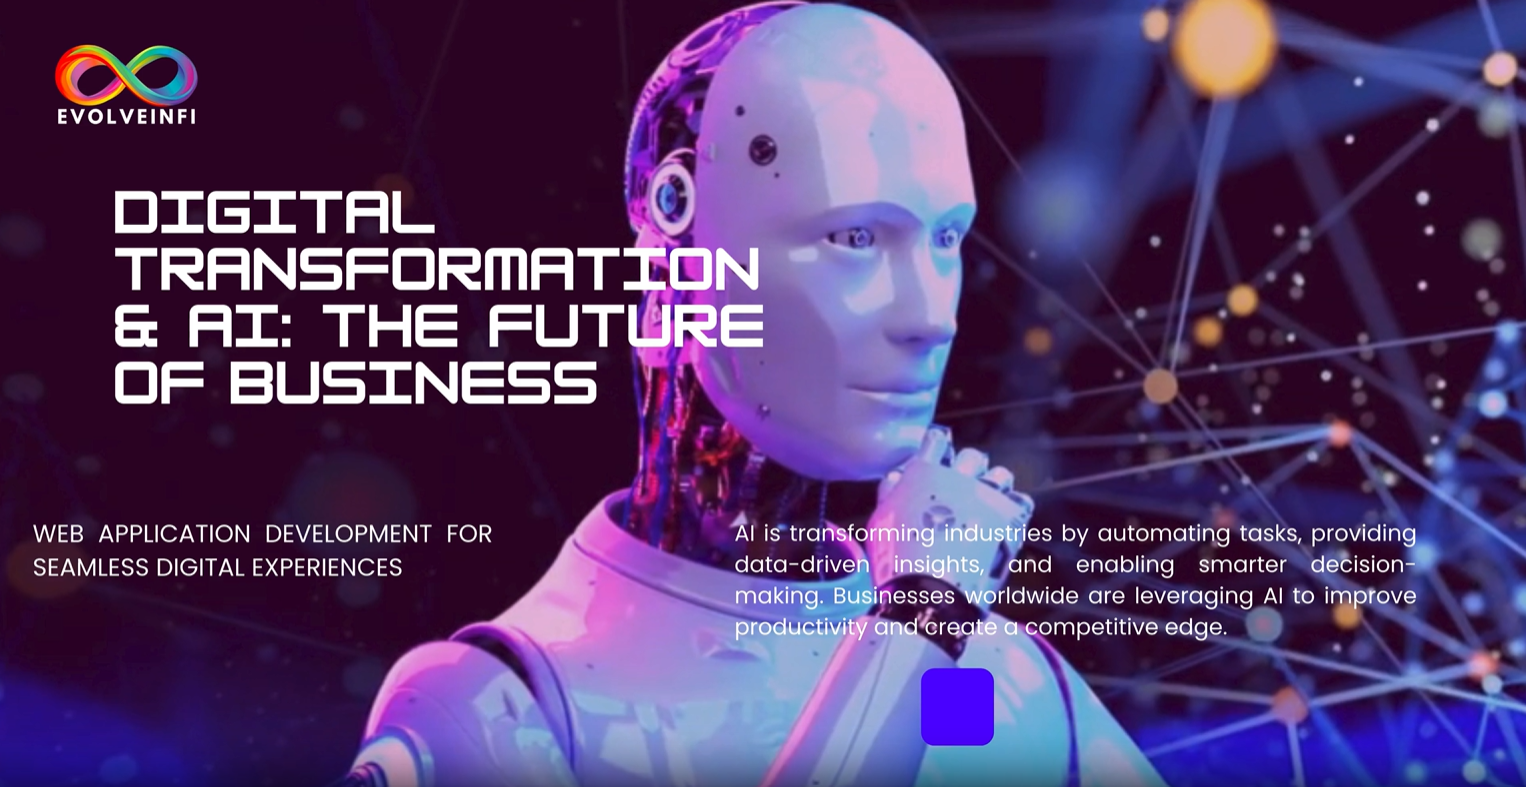 EVOLVEINFI
DIGITAL
TRANSFORMATION
& AI: THE FUTURE
OF BUSINESS
WEB APPLICATION DEVELOPMENT FOR
SEAMLESS DIGITAL EXPERIENCES
AI is transforming industries by automating tasks, providing
data-driven insights, and enabling smarter decision-
making. Businesses worldwide are leveraging AI to improve
productivity and create a competitive edge.